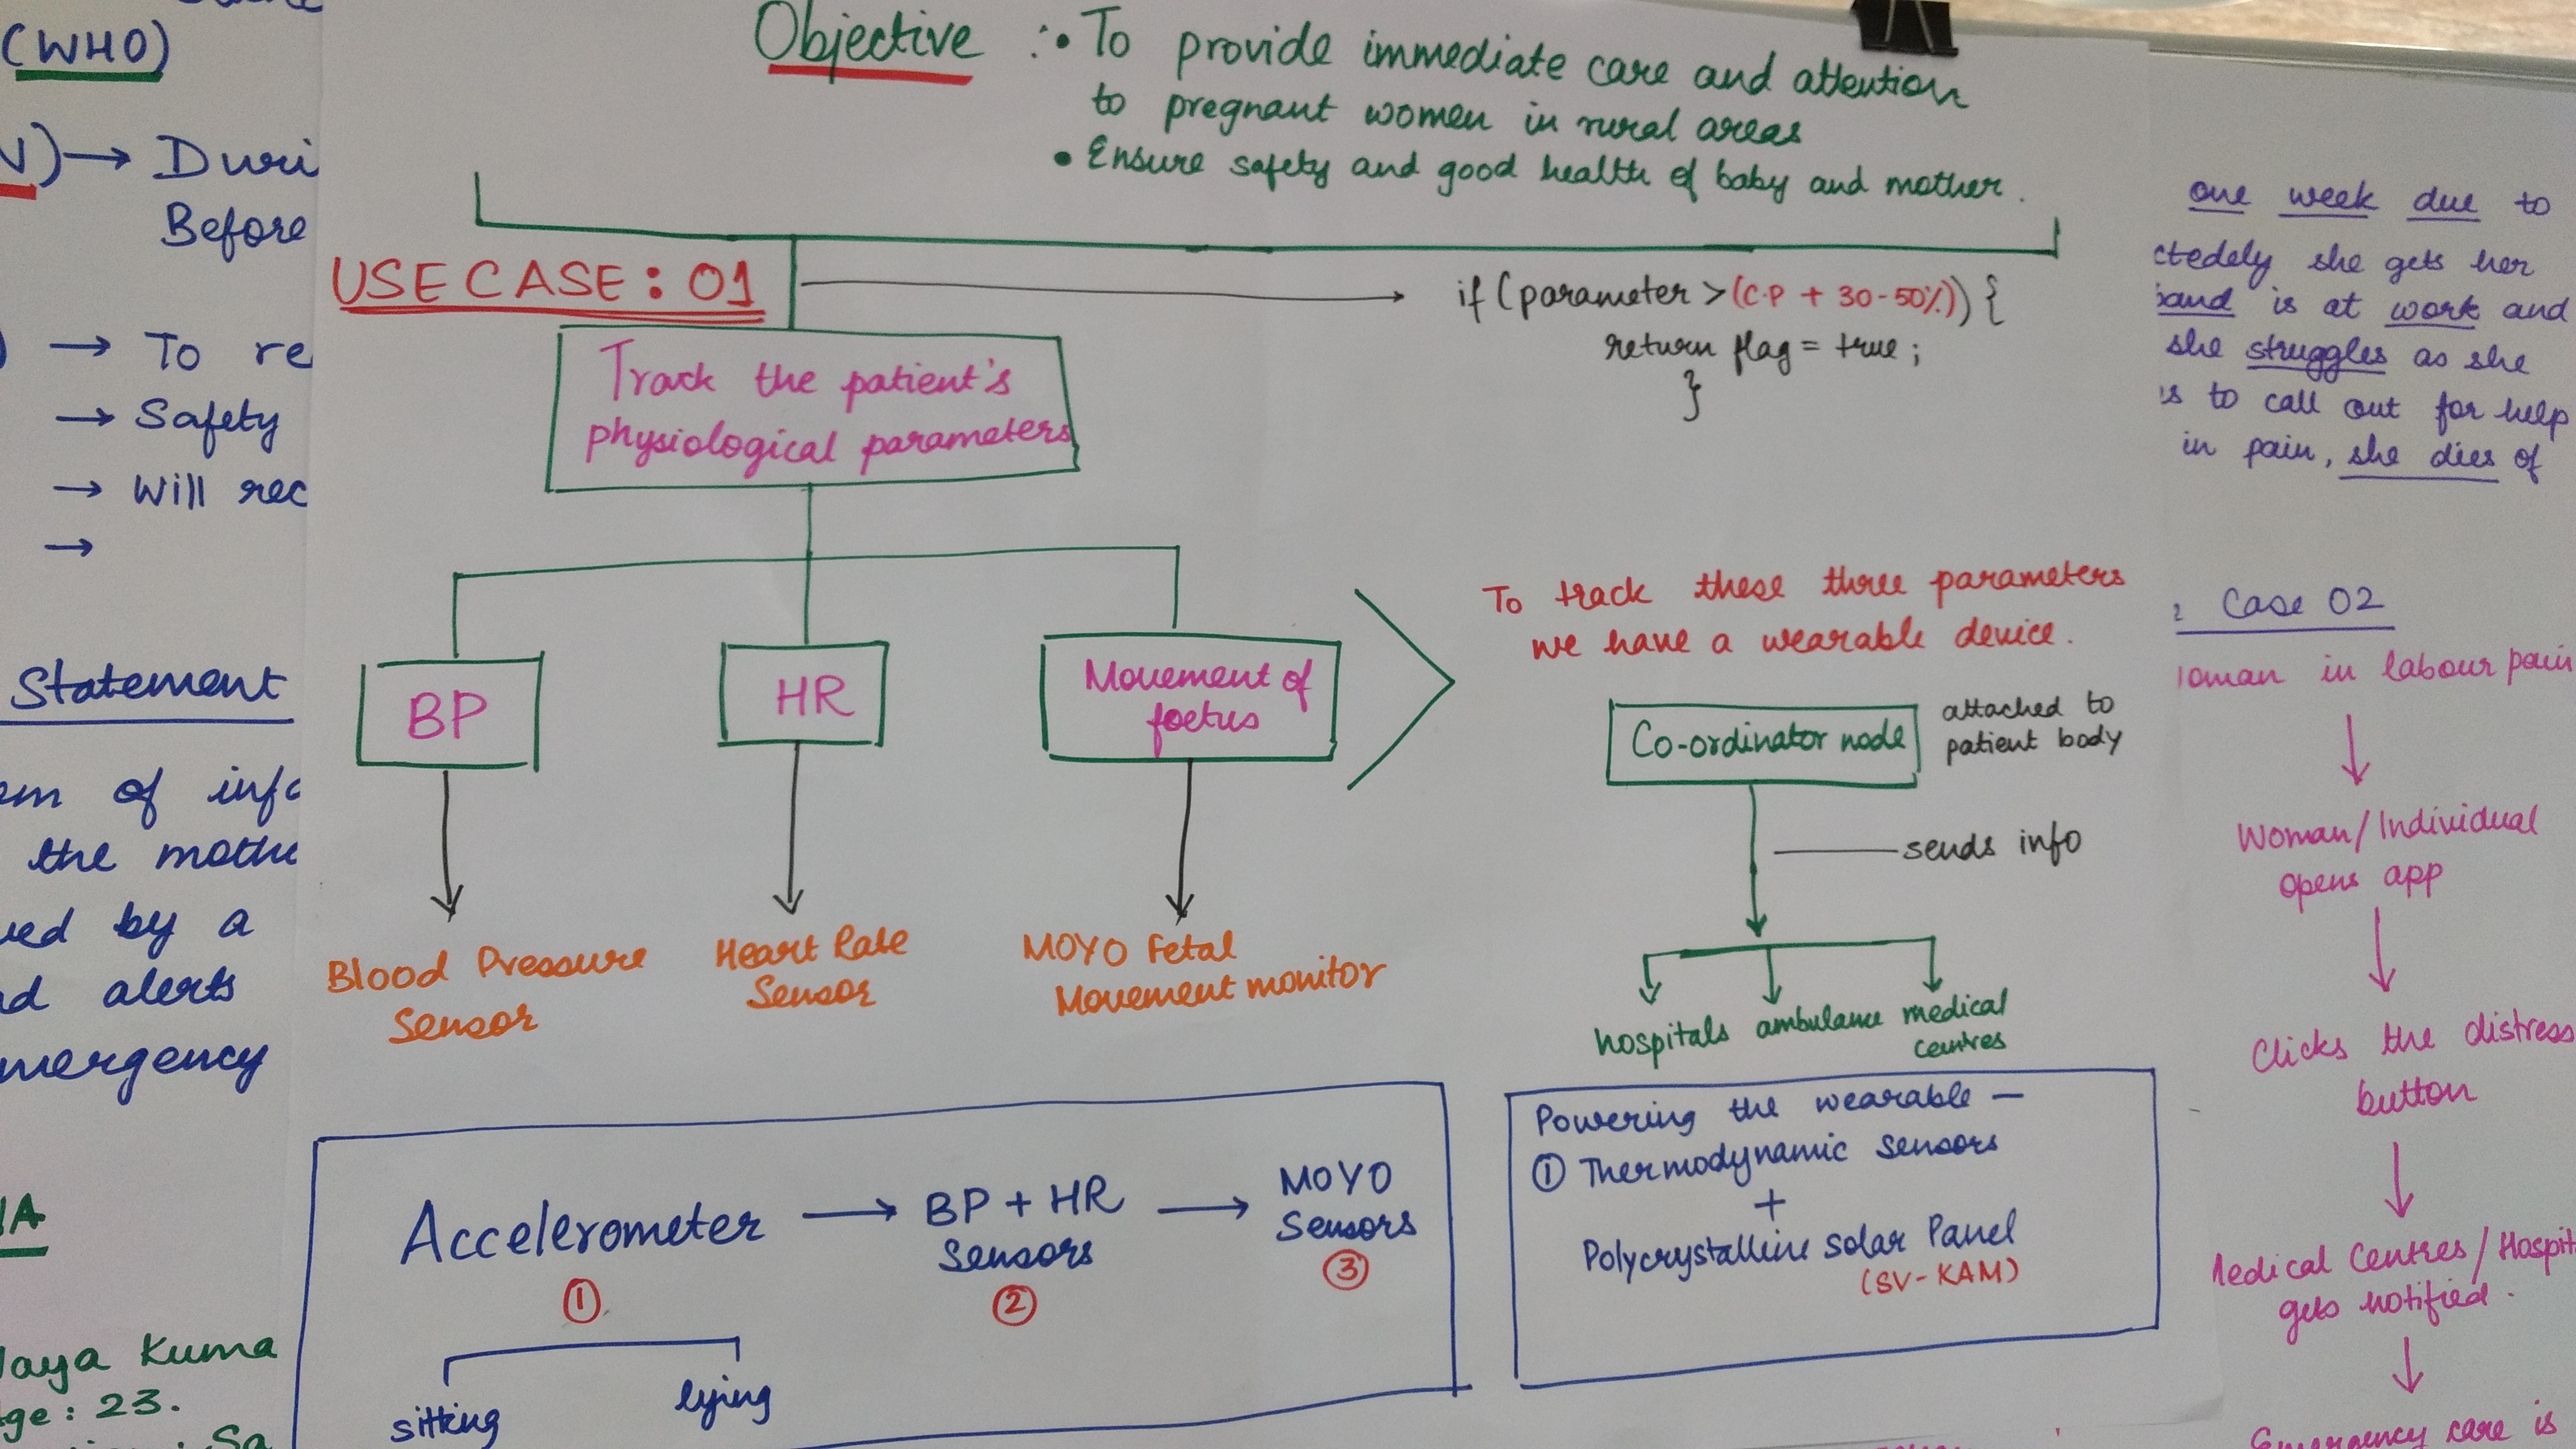 (WHO)
→ Duri
Before
→ To re
→ Safety
→ Will rec
→
Statement
of info
the mothe
by a
alerts
mergency
Kuma
ge: 23.
Objective :• To provide immediate care and attention
to pregnant women in rural areas
• Ensure safety and good health of baby and mother.
USE CASE: 01
if (parameter > (C.P + 30-50%)) {
return flag = true ;
}
Track the patient's
physiological parameters
BP
HR
Movement of
foetus
Blood Pressure
Sensor
Heart Rate
Sensor
MOYO Fetal
Movement monitor
To track these three parameters
we have a wearable device.
Co-ordinator node
attached to
patient body
sends info
hospitals ambulance medical
centres
Accelerometer → BP + HR → MOYO
Sensors Sensors
① ② ③
sitting lying
Powering the wearable —
① Thermodynamic Sensors
+
Polycrystalline Solar Panel
(SV-KAM)
one week due to
ctedely she gets her
band is at work and
she struggles as she
is to call out for help
in pain, she dies of
Case 02
oman in labour pain
Woman/Individual
opens app
Clicks the distress
button
Medical Centres/Hospit
gets notified.
Emergency care is